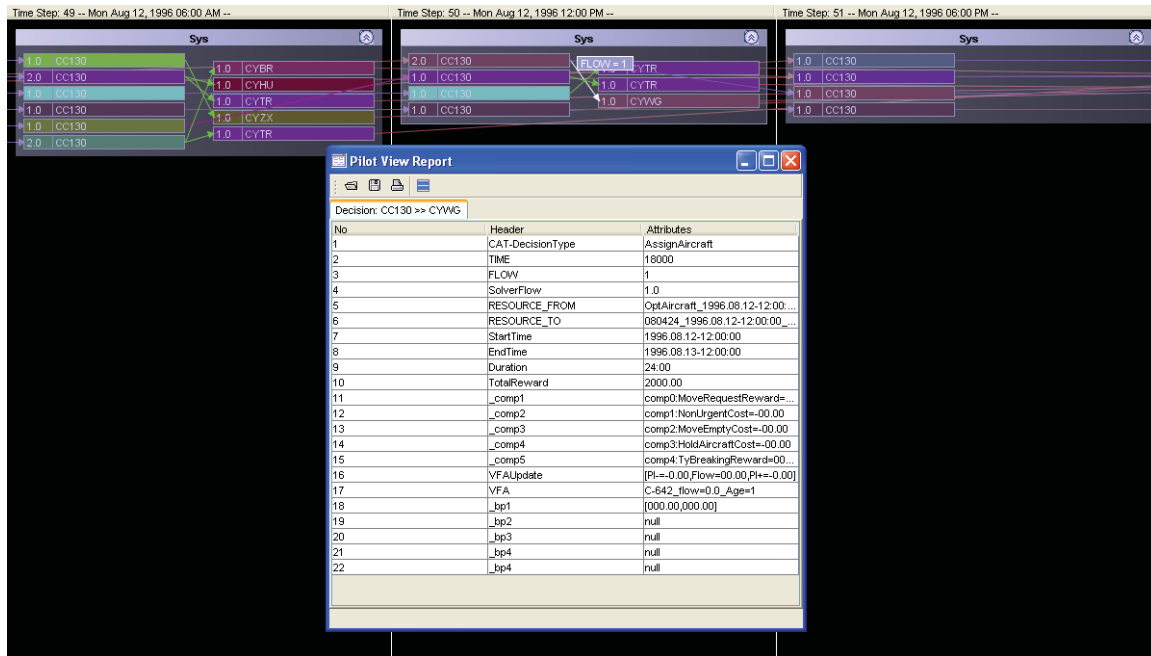 Time Step: 49 -- Mon Aug 12, 1996 06:00 AM --
Time Step: 50 -- Mon Aug 12, 1996 12:00 PM --
Time Step: 51 -- Mon Aug 12, 1996 06:00 PM --
Sys
1.0 CC130
2.0 CC130
1.0 CC130
1.0 CC130
1.0 CC130
2.0 CC130
1.0 CYBR
1.0 CYHU
1.0 CYTR
1.0 CYZX
1.0 CYTR
Sys
2.0 CC130
1.0 CC130
1.0 CC130
1.0 CC130
FLOW = 1
CYTR
1.0 CYTR
1.0 CYWG
Sys
1.0 CC130
1.0 CC130
1.0 CC130
1.0 CC130
Pilot View Report
Decision: CC130 >> CYWG
No Header Attributes
1 CAT-DecisionType AssignAircraft
2 TIME 18000
3 FLOW 1
4 SolverFlow 1.0
5 RESOURCE_FROM OptAircraft_1996.08.12-12:00:...
6 RESOURCE_TO 080424_1996.08.12-12:00:00_...
7 StartTime 1996.08.12-12:00:00
8 EndTime 1996.08.13-12:00:00
9 Duration 24:00
10 TotalReward 2000.00
11 _comp1 comp0:MoveRequestReward=...
12 _comp2 comp1:NonUrgentCost=-00.00
13 _comp3 comp2:MoveEmptyCost=-00.00
14 _comp4 comp3:HoldAircraftCost=-00.00
15 _comp5 comp4:TyBreakingReward=00...
16 VFAUpdate [PI-=-0.00,Flow=00.00,PI+=-0.00]
17 VFA C-642_flow=0.0_Age=1
18 _bp1 [000.00,000.00]
19 _bp2 null
20 _bp3 null
21 _bp4 null
22 _bp4 null